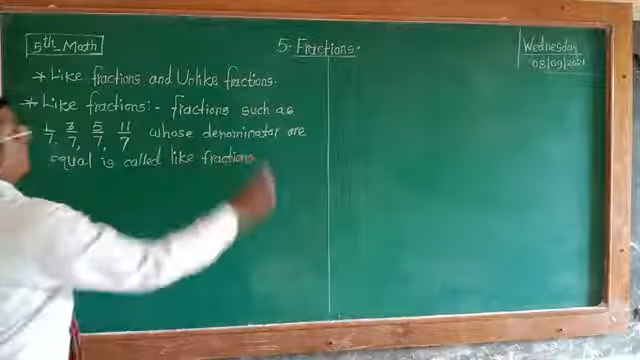 5th Math
5. Fractions.
Wednesday
08/09/2021
* Like fractions and Unlike fractions.
* Like fractions:- fractions such as
1/7, 3/7, 5/7, 11/7 whose denominator are
equal is called like fractions